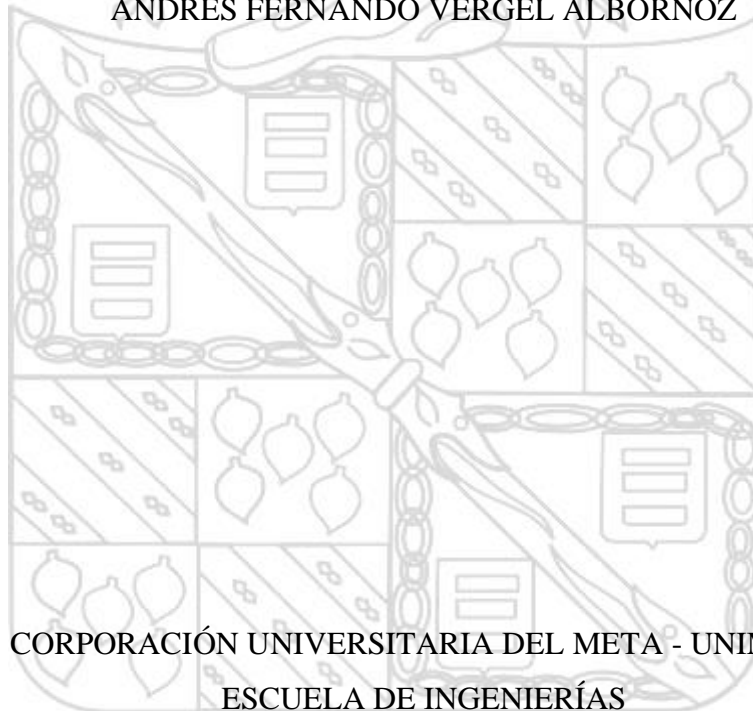 ANDRES FERNANDO VERGEL ALBORNOZ
CORPORACIÓN UNIVERSITARIA DEL META -
ESCUELA DE INGENIERÍAS